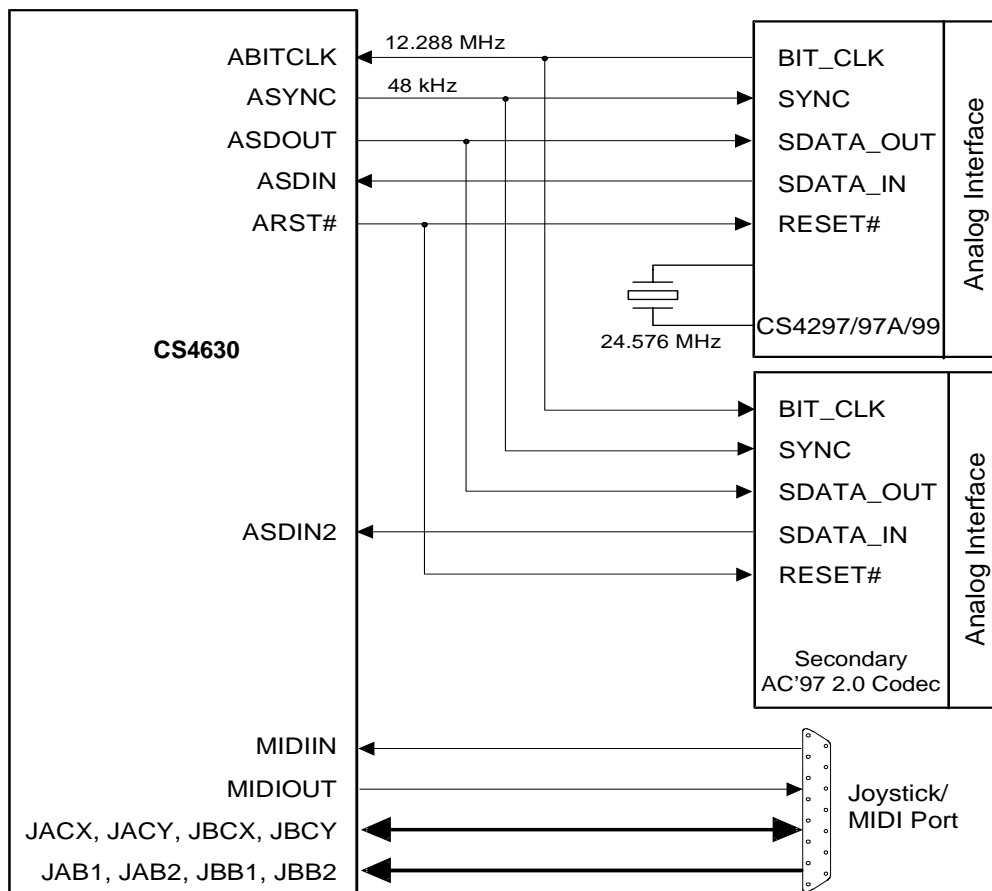 12.288 MHz
ABITCLK
BIT_CLK
ASYNC
48 kHz
SYNC
ASDOUT
SDATA_OUT
ASDIN
SDATA_IN
ARST#
RESET#
Analog Interface
24.576 MHz
CS4297/97A/99
CS4630
BIT_CLK
SYNC
SDATA_OUT
ASDIN2
SDATA_IN
RESET#
Analog Interface
Secondary
AC'97 2.0 Codec
MIDIIN
MIDIOUT
JACX, JACY, JBCX, JBCY
JAB1, JAB2, JBB1, JBB2
Joystick/
MIDI Port